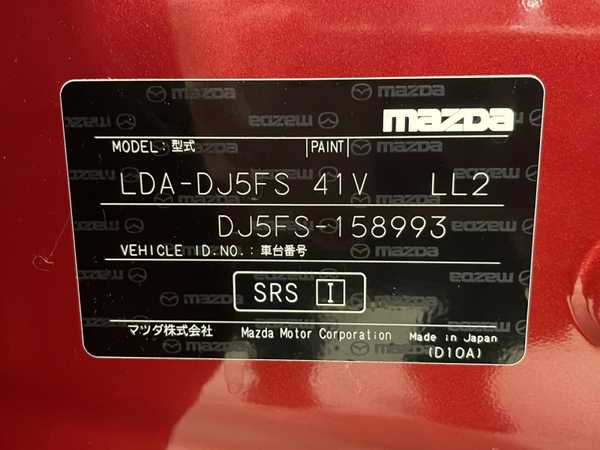 mazda
MODEL : 型式 PAINT
LDA-DJ5FS 41V LL2
DJ5FS-158993
VEHICLE ID.NO. : 車台番号
SRS I
マツダ株式会社 Mazda Motor Corporation Made in Japan
(D10A)